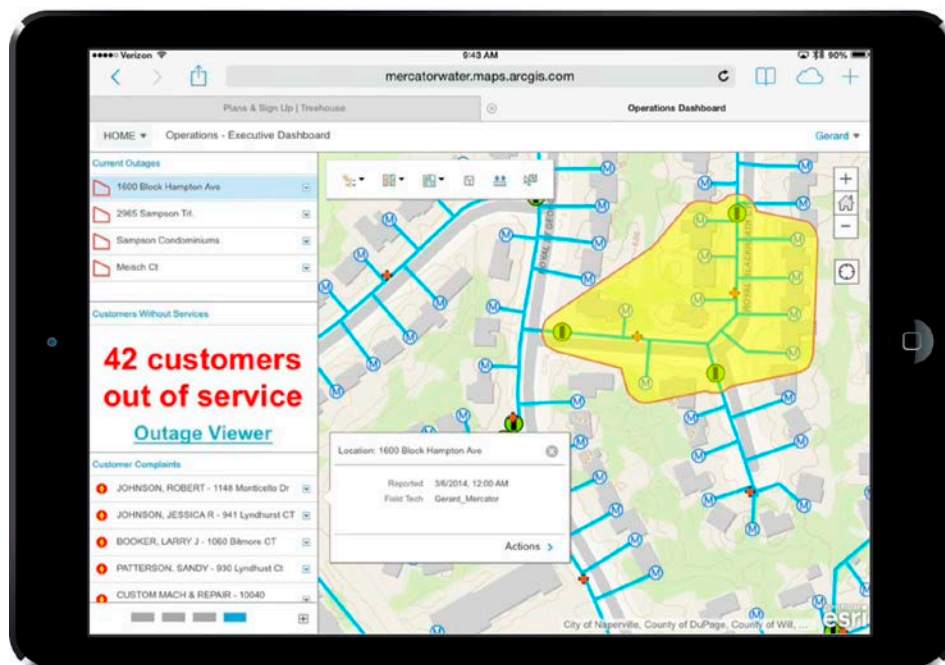 Verizon
9:43 AM
90%
mercatorwater.maps.arcgis.com
Plans & Sign Up | Treehouse
Operations Dashboard
HOME
Operations - Executive Dashboard
Gerard
Current Outages
1600 Block Hampton Ave
2965 Sampson Trl.
Sampson Condominiums
Meisch Ct
Customers Without Services
42 customers
out of service
Outage Viewer
Customer Complaints
JOHNSON, ROBERT - 1148 Monticello Dr
JOHNSON, JESSICA R - 941 Lyndhurst CT
BOOKER, LARRY J - 1060 Biltmore CT
PATTERSON, SANDY - 930 Lyndhust Ct
CUSTOM MACH & REPAIR - 10040
Location: 1600 Block Hampton Ave
Reported 3/6/2014, 12:00 AM
Field Tech Gerard_Mercator
Actions
City of Naperville, County of DuPage, County of Will, ...
esri